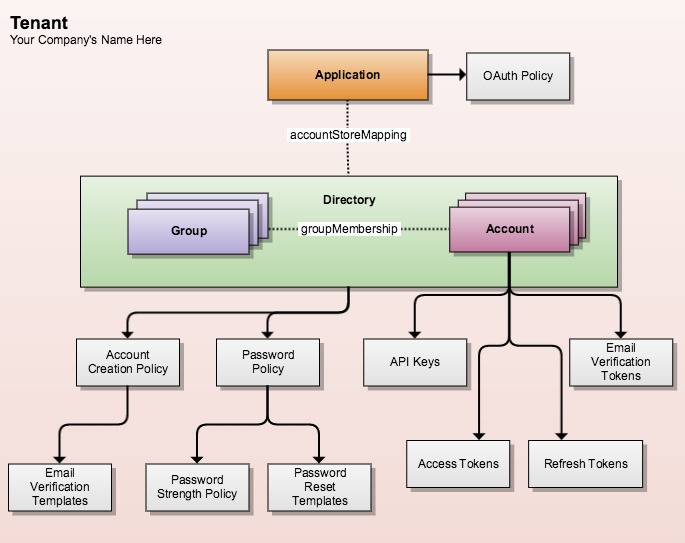 Tenant
Your Company's Name Here
Application
OAuth Policy
accountStoreMapping
Directory
Group
groupMembership
Account
Account
Creation Policy
Password
Policy
API Keys
Email
Verification
Tokens
Email
Verification
Templates
Password
Strength Policy
Password
Reset
Templates
Access Tokens
Refresh Tokens